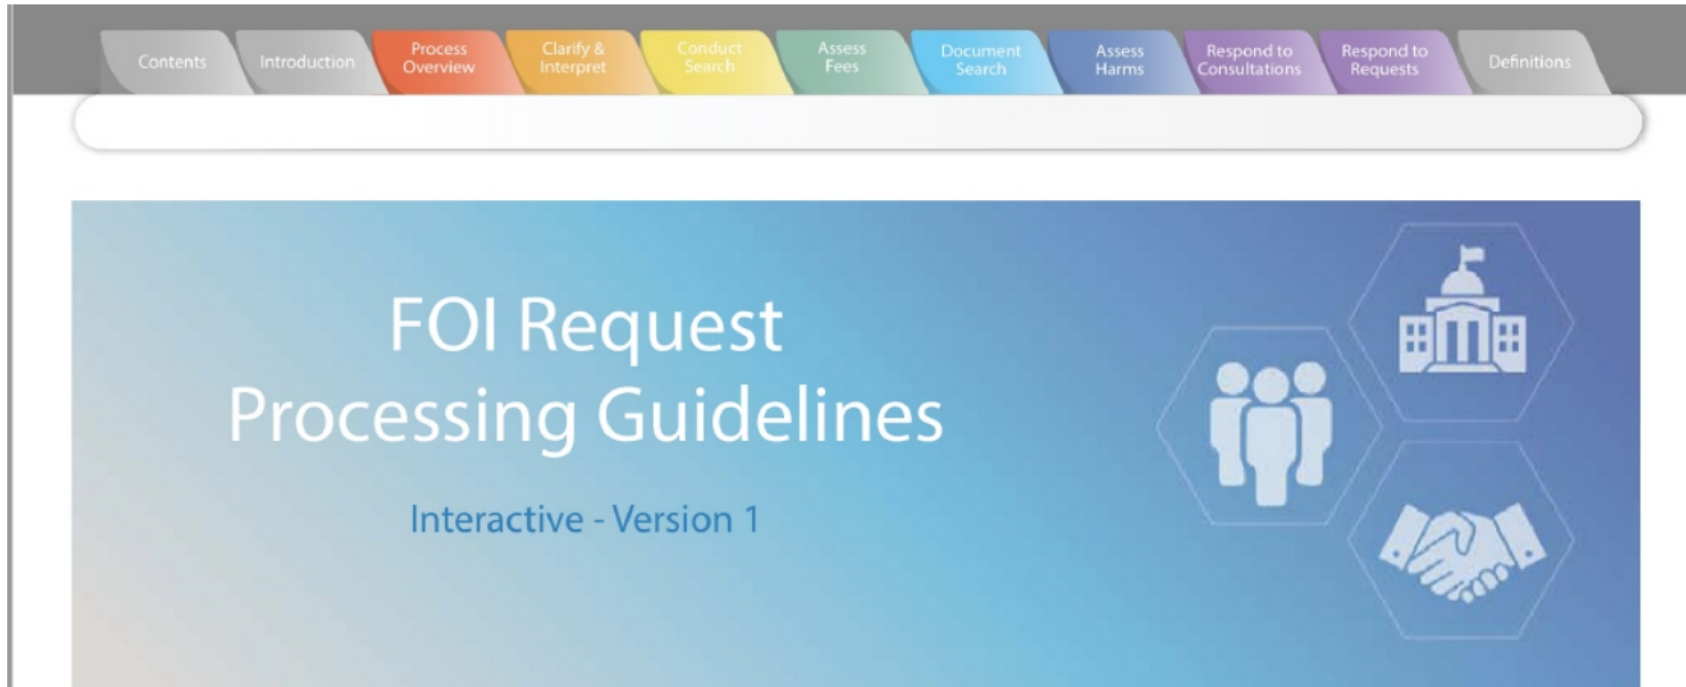 Contents
Introduction
Process
Overview
Clarify &
Interpret
Conduct
Search
Assess
Fees
Document
Search
Assess
Harms
Respond to
Consultations
Respond to
Requests
Definitions
FOI Request
Processing Guidelines
Interactive - Version 1